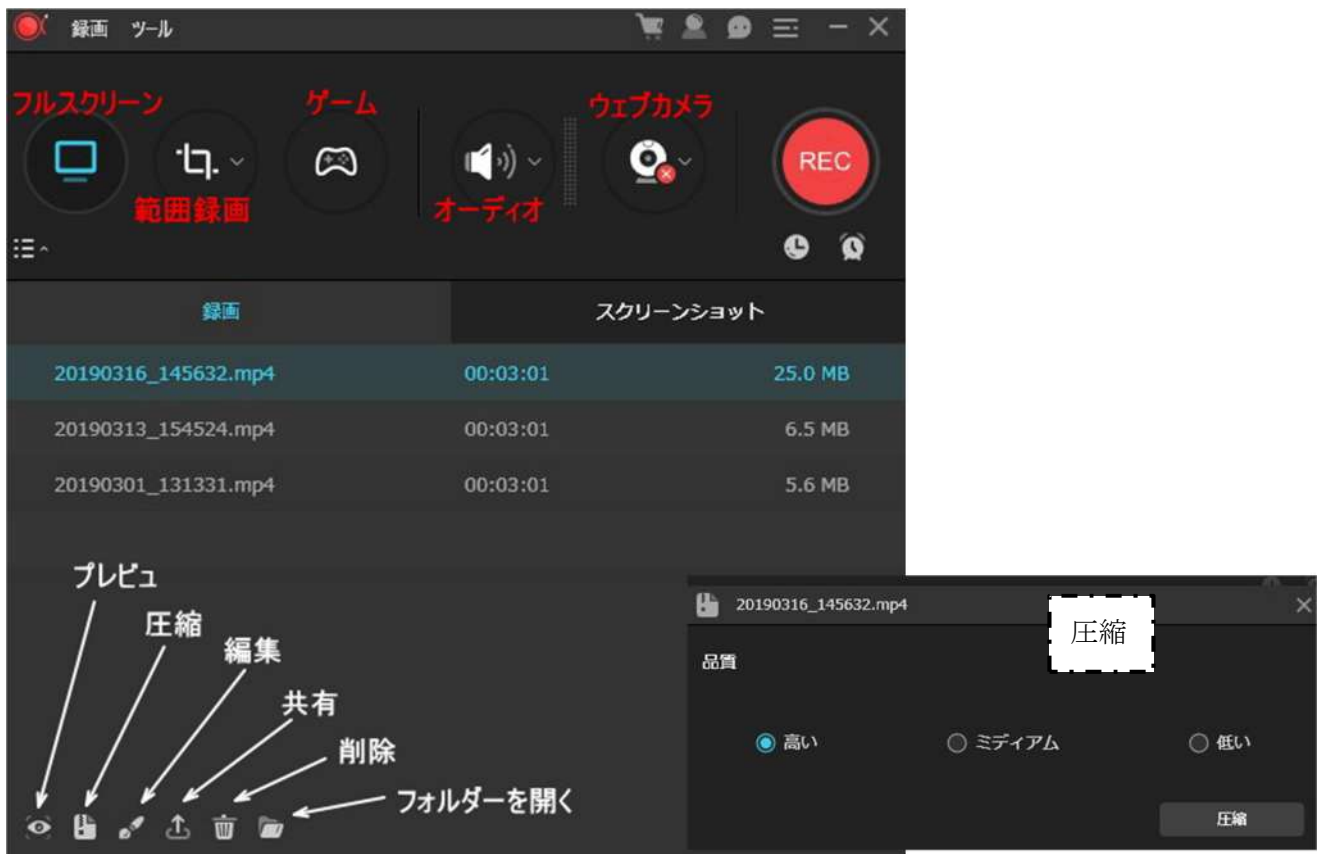 録画 ツール
フルスクリーン
ゲーム
ウェブカメラ
REC
範囲録画
オーディオ
録画
スクリーンショット
20190316_145632.mp4 00:03:01 25.0 MB
20190313_154524.mp4 00:03:01 6.5 MB
20190301_131331.mp4 00:03:01 5.6 MB
プレビュ
圧縮
編集
共有
削除
フォルダーを開く
20190316_145632.mp4
圧縮
品質
高い ミディアム 低い
圧縮